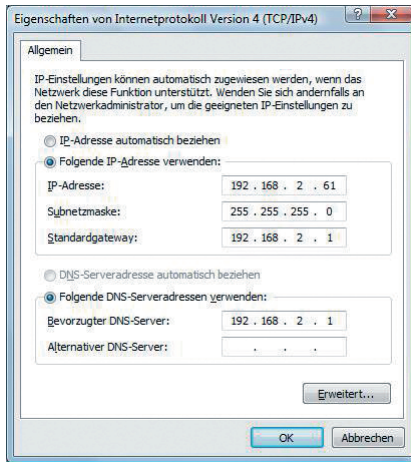 Eigenschaften von Internetprotokoll Version 4 (TCP/IPv4)
Allgemein
IP-Einstellungen können automatisch zugewiesen werden, wenn das
Netzwerk diese Funktion unterstützt. Wenden Sie sich andernfalls an
den Netzwerkadministrator, um die geeigneten IP-Einstellungen zu
beziehen.
IP-Adresse automatisch beziehen
Folgende IP-Adresse verwenden:
IP-Adresse: 192 . 168 . 2 . 61
Subnetzmaske: 255 . 255 . 255 . 0
Standardgateway: 192 . 168 . 2 . 1
DNS-Serveradresse automatisch beziehen
Folgende DNS-Serveradressen verwenden:
Bevorzugter DNS-Server: 192 . 168 . 2 . 1
Alternativer DNS-Server: . . .
Erweitert...
OK Abbrechen